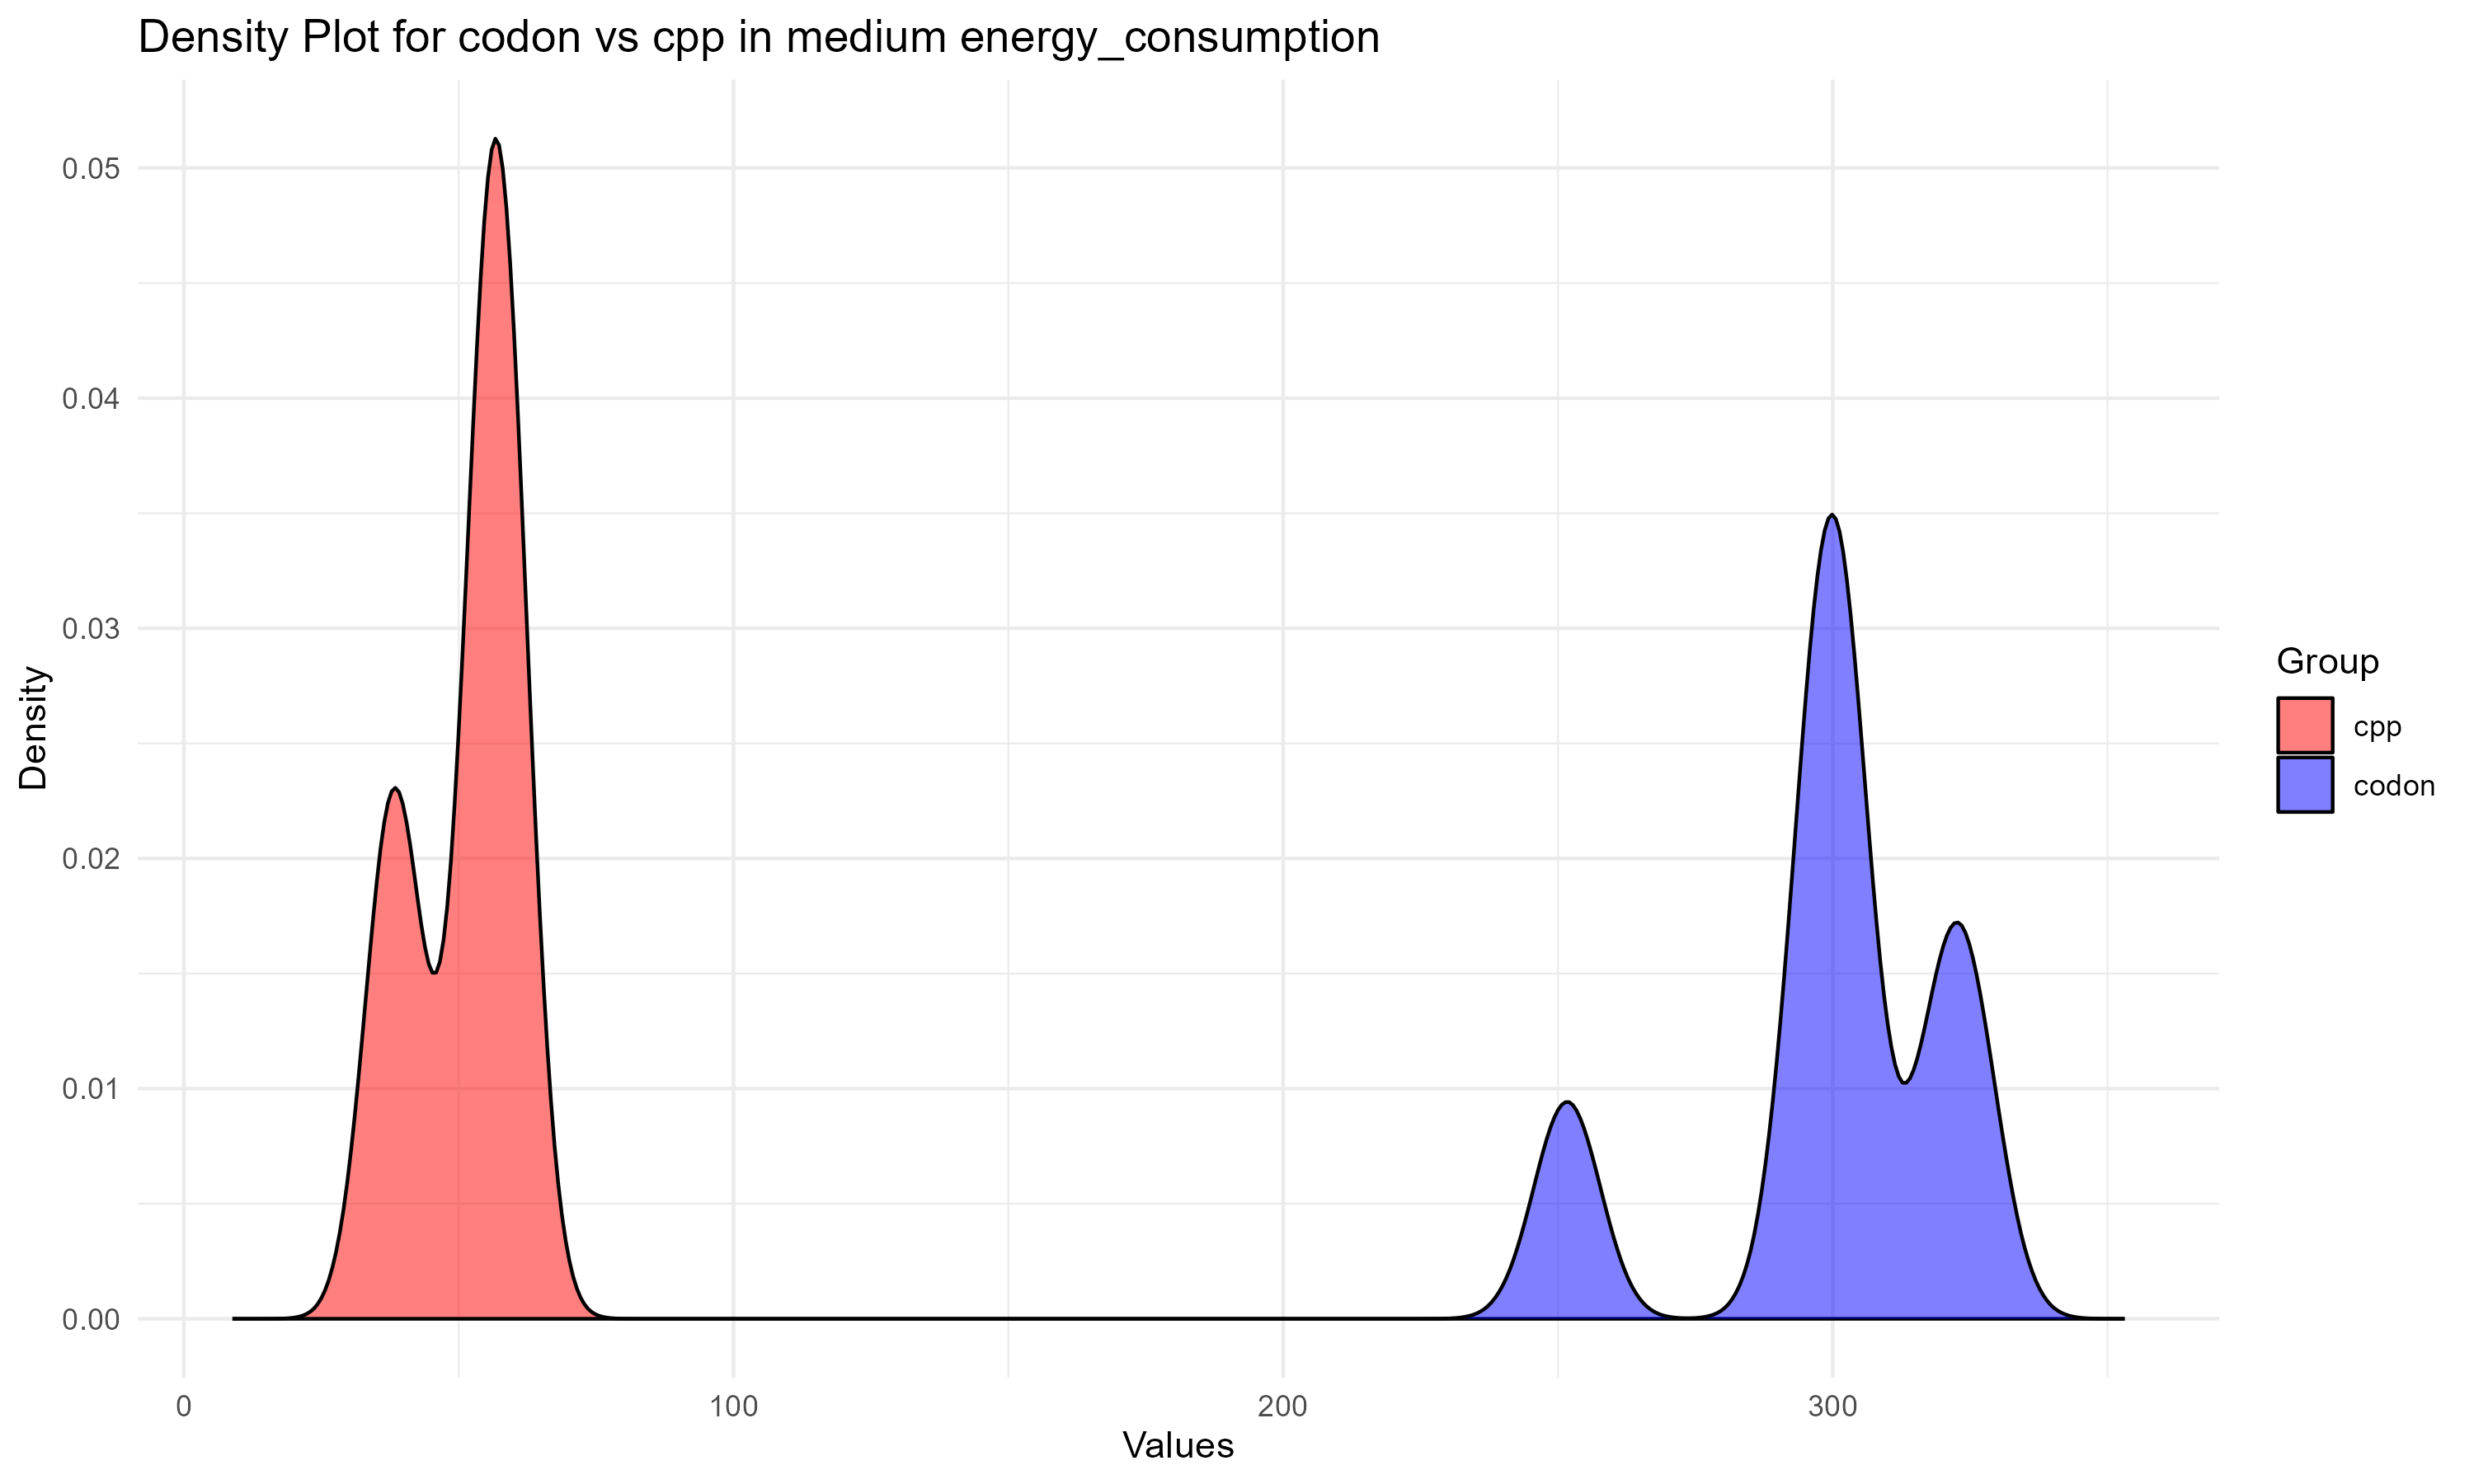 Density Plot for codon vs cpp in medium energy_consumption
Density
0.05
0.04
0.03
0.02
0.01
0.00
0 100 200 300
Values
Group
cpp
codon